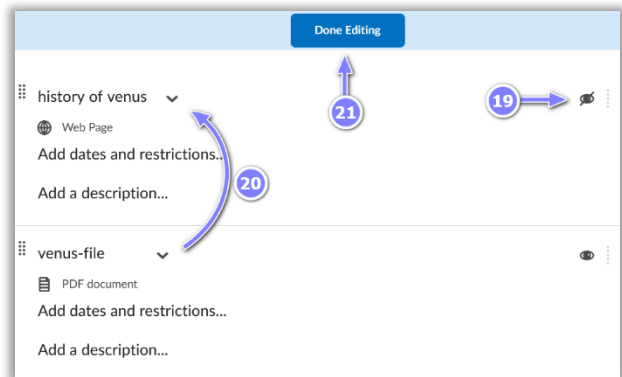 Done Editing
21
history of venus
19
Web Page
Add dates and restrictions...
20
Add a description...
venus-file
PDF document
Add dates and restrictions...
Add a description...